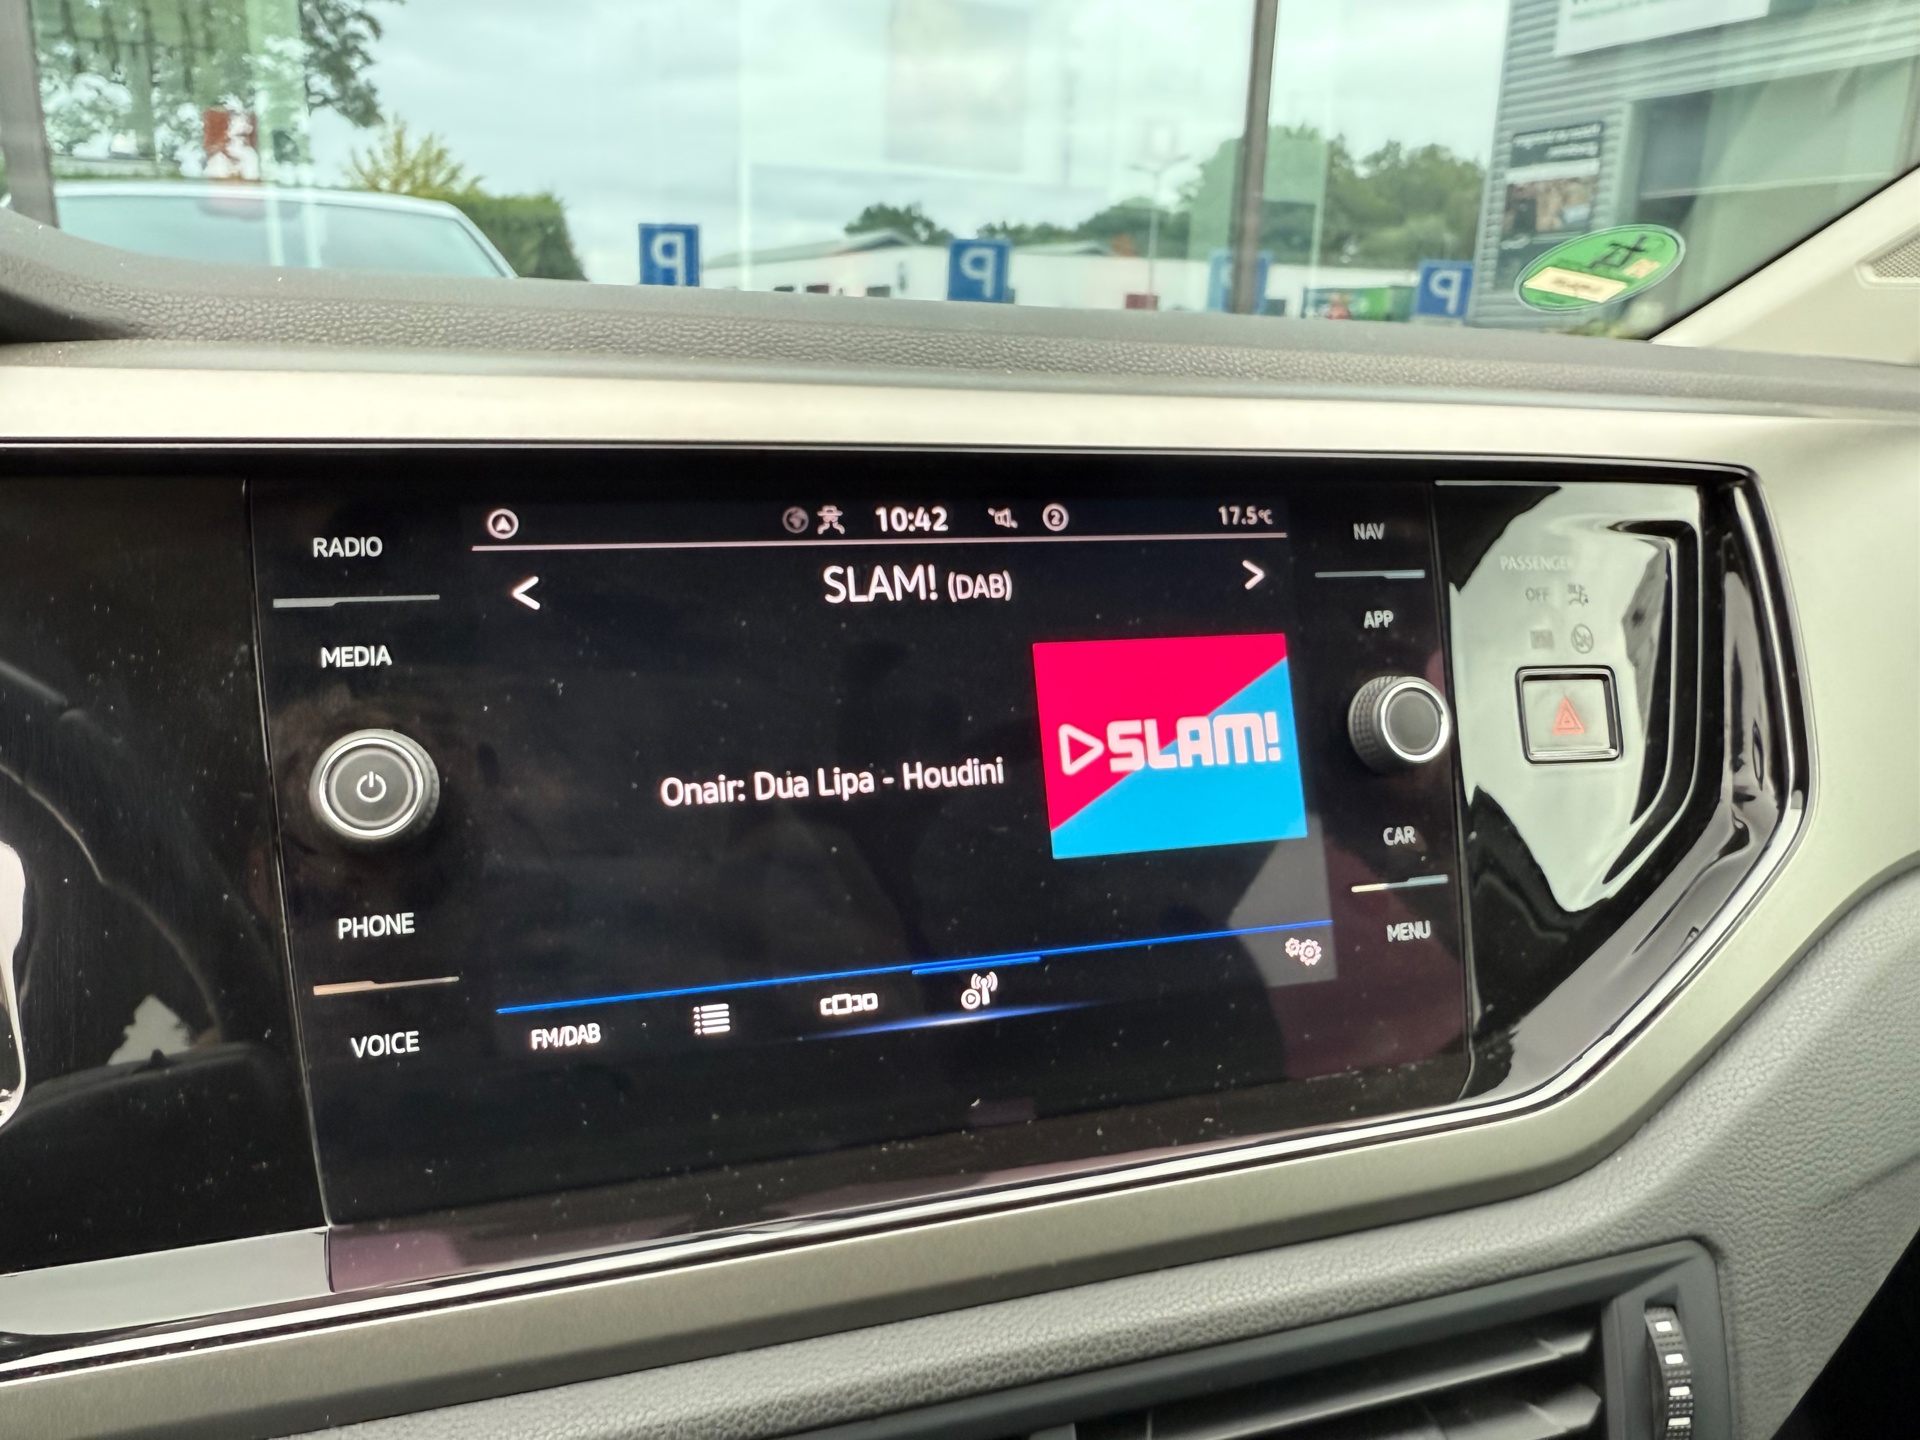 P
P
P
P
RADIO
MEDIA
PHONE
VOICE
10:42
2
17.5°C
SLAM! (DAB)
Onair: Dua Lipa - Houdini
SLAM!
FM/DAB
NAV
APP
CAR
MENU
PASSENGER
OFF